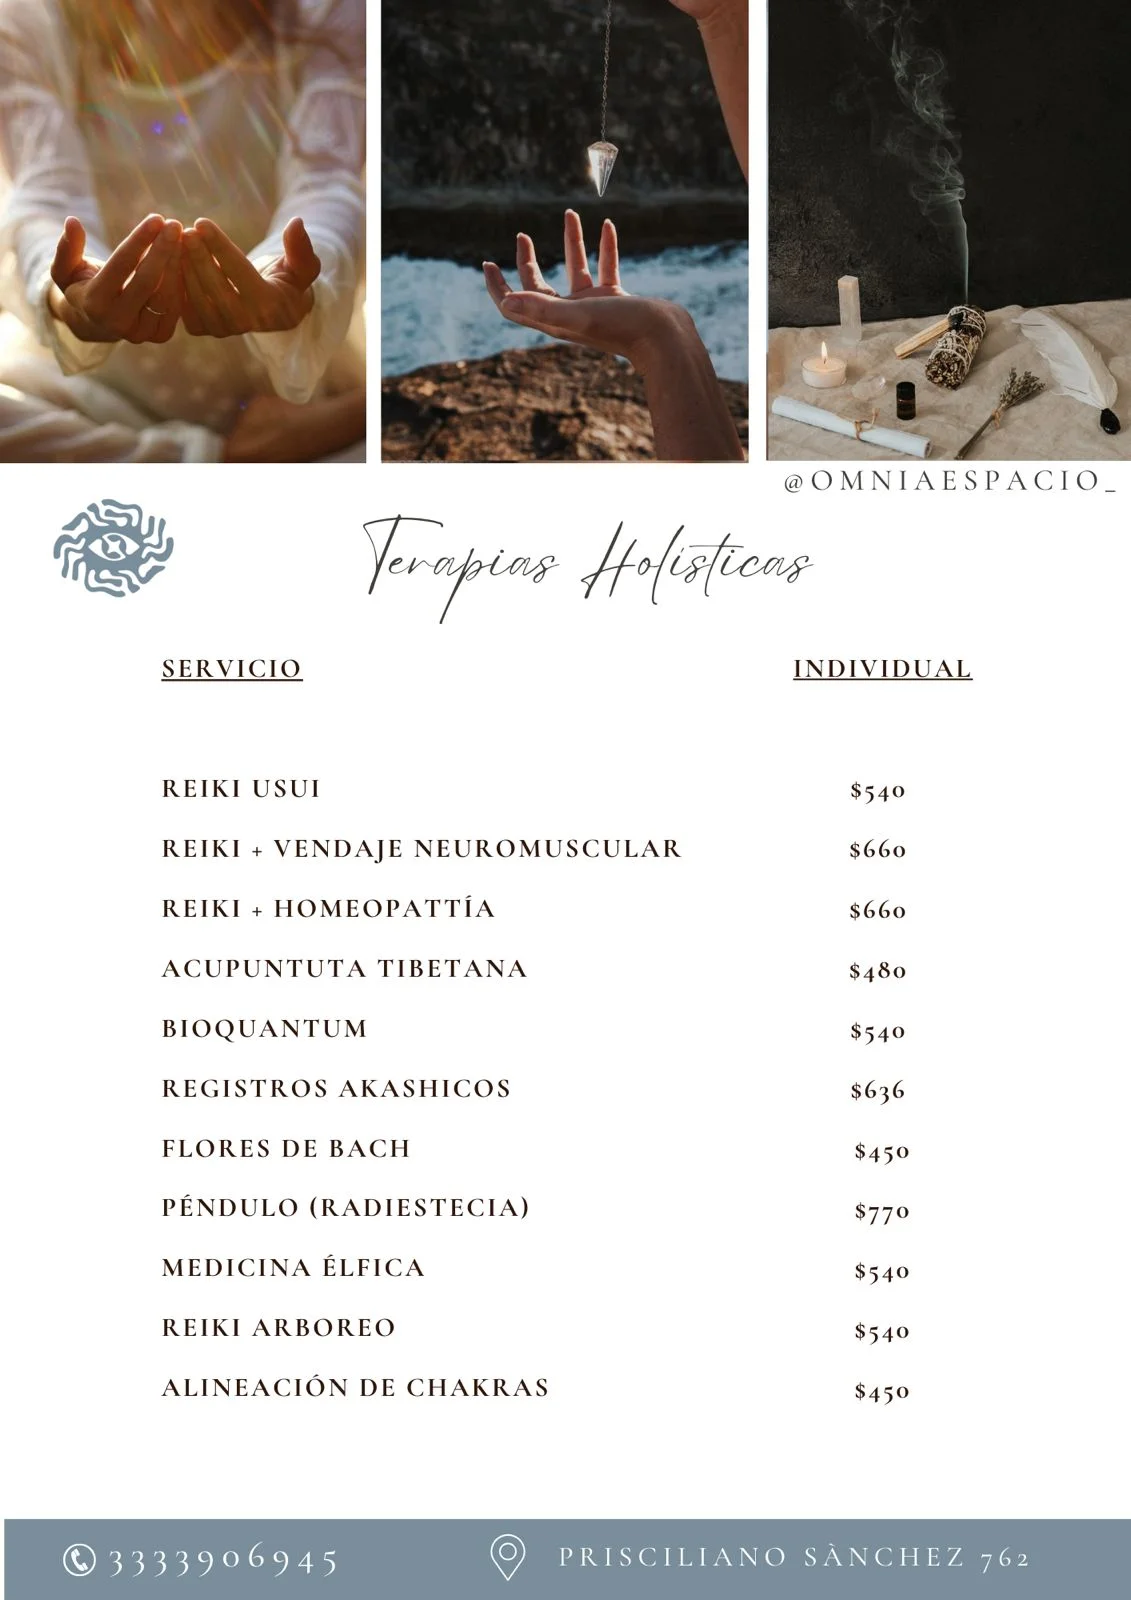 @OMNIAESPACIO_
Terapias Holísticas
SERVICIO INDIVIDUAL
REIKI USUI $540
REIKI + VENDAJE NEUROMUSCULAR $660
REIKI + HOMEOPATTÍA $660
ACUPUNTUTA TIBETANA $480
BIOQUANTUM $540
REGISTROS AKASHICOS $636
FLORES DE BACH $450
PÉNDULO (RADIESTECIA) $770
MEDICINA ÉLFICA $540
REIKI ARBOREO $540
ALINEACIÓN DE CHAKRAS $450
3333906945 PRISCILIANO SÀNCHEZ 762